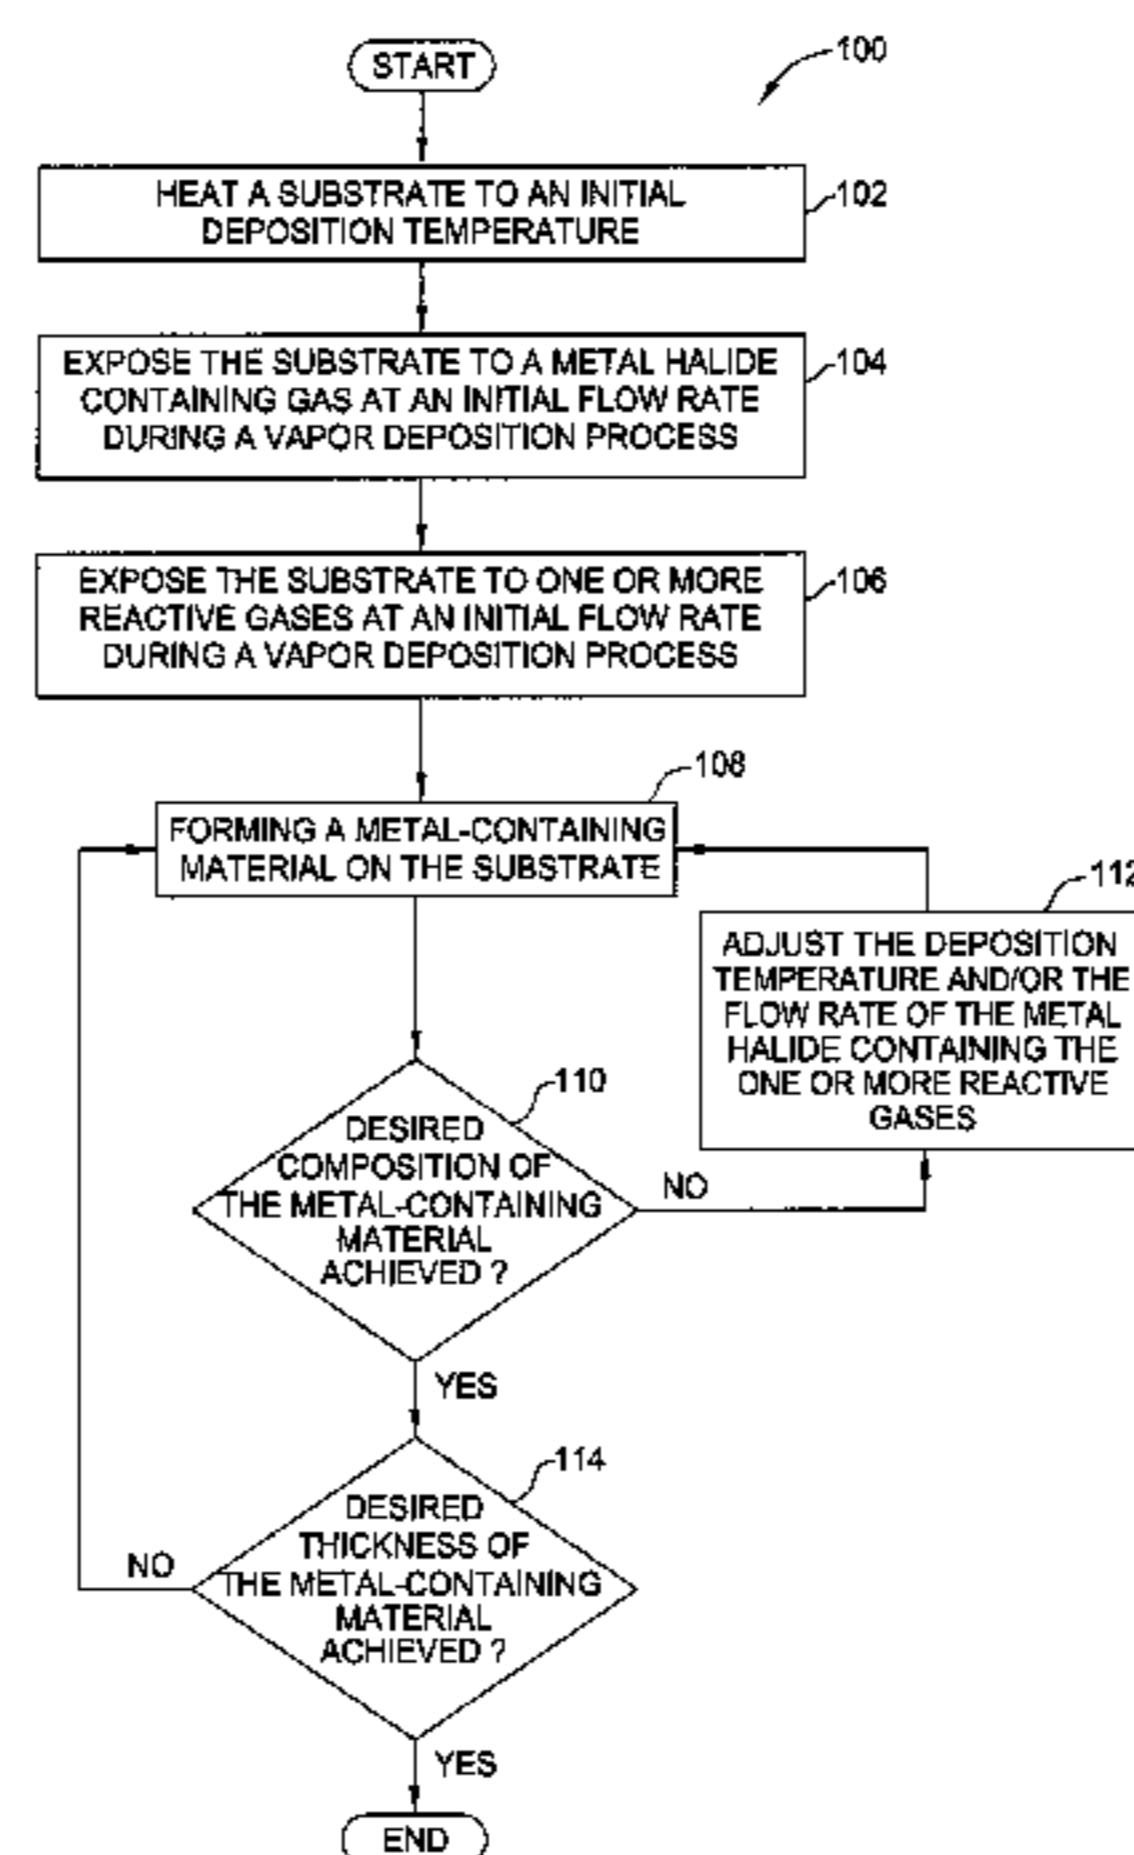 START
100
HEAT A SUBSTRATE TO AN INITIAL
DEPOSITION TEMPERATURE
102
EXPOSE THE SUBSTRATE TO A METAL HALIDE
CONTAINING GAS AT AN INITIAL FLOW RATE
DURING A VAPOR DEPOSITION PROCESS
104
EXPOSE THE SUBSTRATE TO ONE OR MORE
REACTIVE GASES AT AN INITIAL FLOW RATE
DURING A VAPOR DEPOSITION PROCESS
106
108
FORMING A METAL-CONTAINING
MATERIAL ON THE SUBSTRATE
112
ADJUST THE DEPOSITION
TEMPERATURE AND/OR THE
FLOW RATE OF THE METAL
HALIDE CONTAINING THE
ONE OR MORE REACTIVE
GASES
110
DESIRED
COMPOSITION OF
THE METAL-CONTAINING
MATERIAL
ACHIEVED ?
NO
YES
114
DESIRED
THICKNESS OF
THE METAL-CONTAINING
MATERIAL
ACHIEVED ?
NO
YES
END